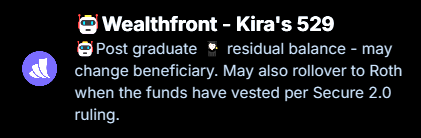 🤖Wealthfront - Kira's 529
🤖Post graduate 👩🏻‍🎓 residual balance - may
change beneficiary. May also rollover to Roth
when the funds have vested per Secure 2.0
ruling.